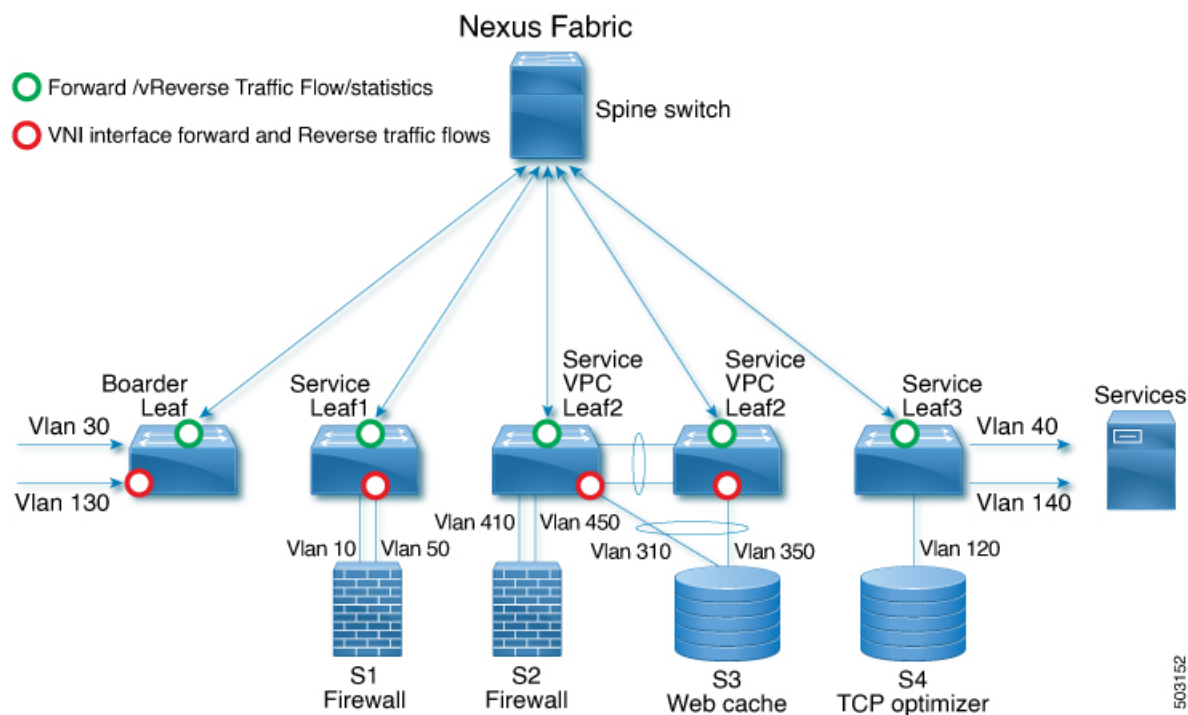 Nexus Fabric
Forward /vReverse Traffic Flow/statistics
VNI interface forward and Reverse traffic flows
Spine switch
Boarder
Leaf
Service
Leaf1
Service
VPC
Leaf2
Service
VPC
Leaf2
Service
Leaf3
Services
Vlan 30
Vlan 130
Vlan 40
Vlan 140
Vlan 10
Vlan 50
Vlan 410
Vlan 450
Vlan 310
Vlan 350
Vlan 120
S1
Firewall
S2
Firewall
S3
Web cache
S4
TCP optimizer
503152